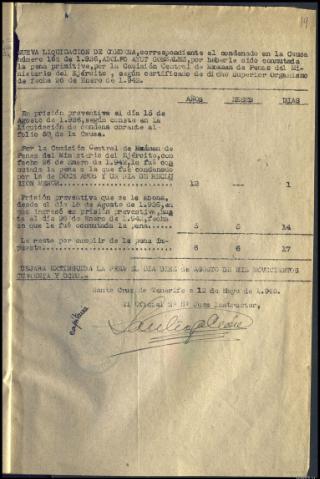 19
NUEVA LIQUIDACION DE CONDENA, correspondiente al condenado en la Causa
número 161 de 1.936, ADOLFO GONZALEZ, por haberle sido conmutada
la pena primitiva, por la Comisión Central de Examen de Penas del Mi-
nisterio del Ejército, según certificado de dicho Superior Organismo
de fecha 26 de Enero de 1.942.
AÑOS MESES DIAS
En prisión preventiva el 18 de
Agosto de 1.936, según consta en la
Liquidación de condena obrante al
folio 83 de la Causa.
Por la Comisión Central de Exámen de
Penas del Ministerio del Ejército, con
fecha 26 de Enero de 1.942, le fué con
mutada la pena a la que fué condenado
por la de DOCE AÑOS Y UN DIA DE RECLU
SION MENOR 12 --- 1
Prisión preventiva que se le abona,
desde el día 18 de Agosto de 1.936, en
que ingresó en prisión preventiva, has
ta el día 26 de Enero de 1.942, fecha
en que le fué conmutada la pena 5 5 14
Le resta por cumplir de la pena im-
puesta 6 6 17
DEJARA EXTINGUIDA LA PENA EL DIA DIEZ DE AGOSTO DE MIL NOVECIENTOS
CUARENTA Y OCHO.
Santa Cruz de Tenerife a 12 de Mayo de 1.943.
El Oficial 2º Hº Juez Instructor,